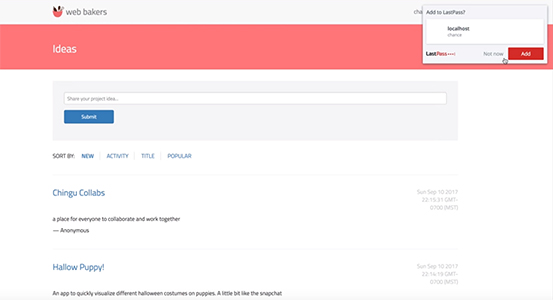 web bakers
cha
Add to LastPass?
localhost
chance
LastPass••••
Not now
Add
Ideas
Share your project idea...
Submit
SORT BY: NEW ACTIVITY TITLE POPULAR
Chingu Collabs
Sun Sep 10 2017
22:15:31 GMT-
0700 (MST)
a place for everyone to collaborate and work together
— Anonymous
Hallow Puppy!
Sun Sep 10 2017
22:14:19 GMT-
0700 (MST)
An app to quickly visualize different halloween costumes on puppies. A little bit like the snapchat